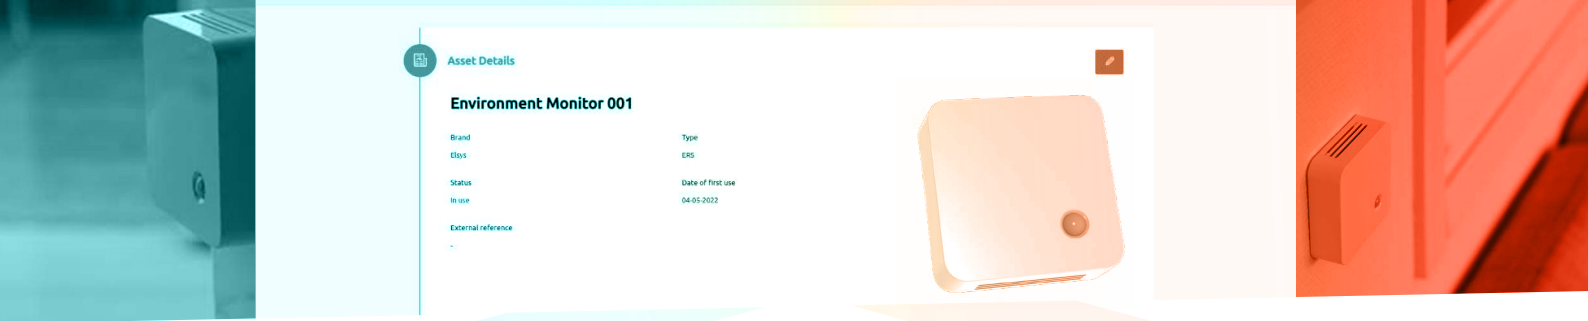 Asset Details
Environment Monitor 001
Brand
Type
Elsys
ERS
Status
Date of first use
In use
04-05-2022
External reference
-